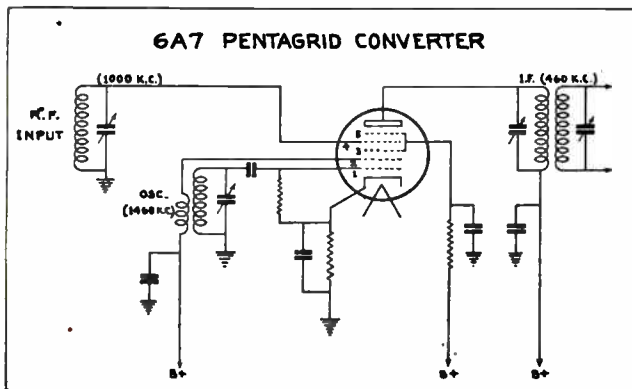 6A7 PENTAGRID CONVERTER
(1000 K.C.)
I.F. (460 K.C.)
R.F.
INPUT
5
4
3
2
1
OSC.
(1460 K.C)
B+
B+
B+